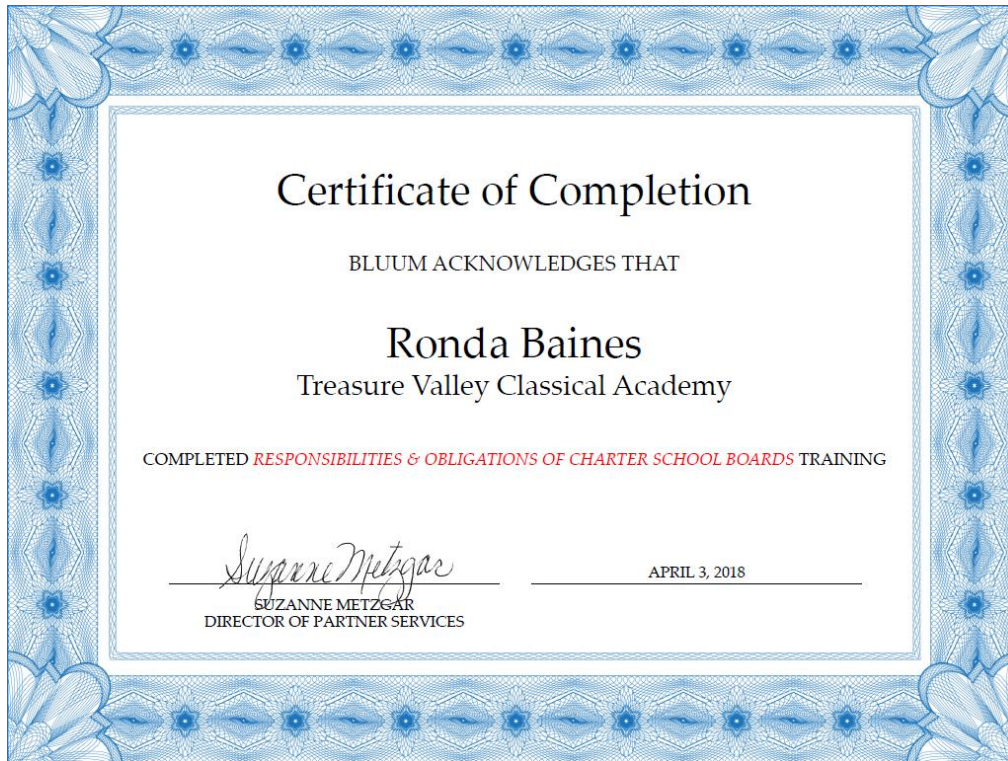 Certificate of Completion
BLUUM ACKNOWLEDGES THAT
Ronda Baines
Treasure Valley Classical Academy
COMPLETED RESPONSIBILITIES & OBLIGATIONS OF CHARTER SCHOOL BOARDS TRAINING
Suzanne Metzgar
APRIL 3, 2018
SUZANNE METZGAR
DIRECTOR OF PARTNER SERVICES